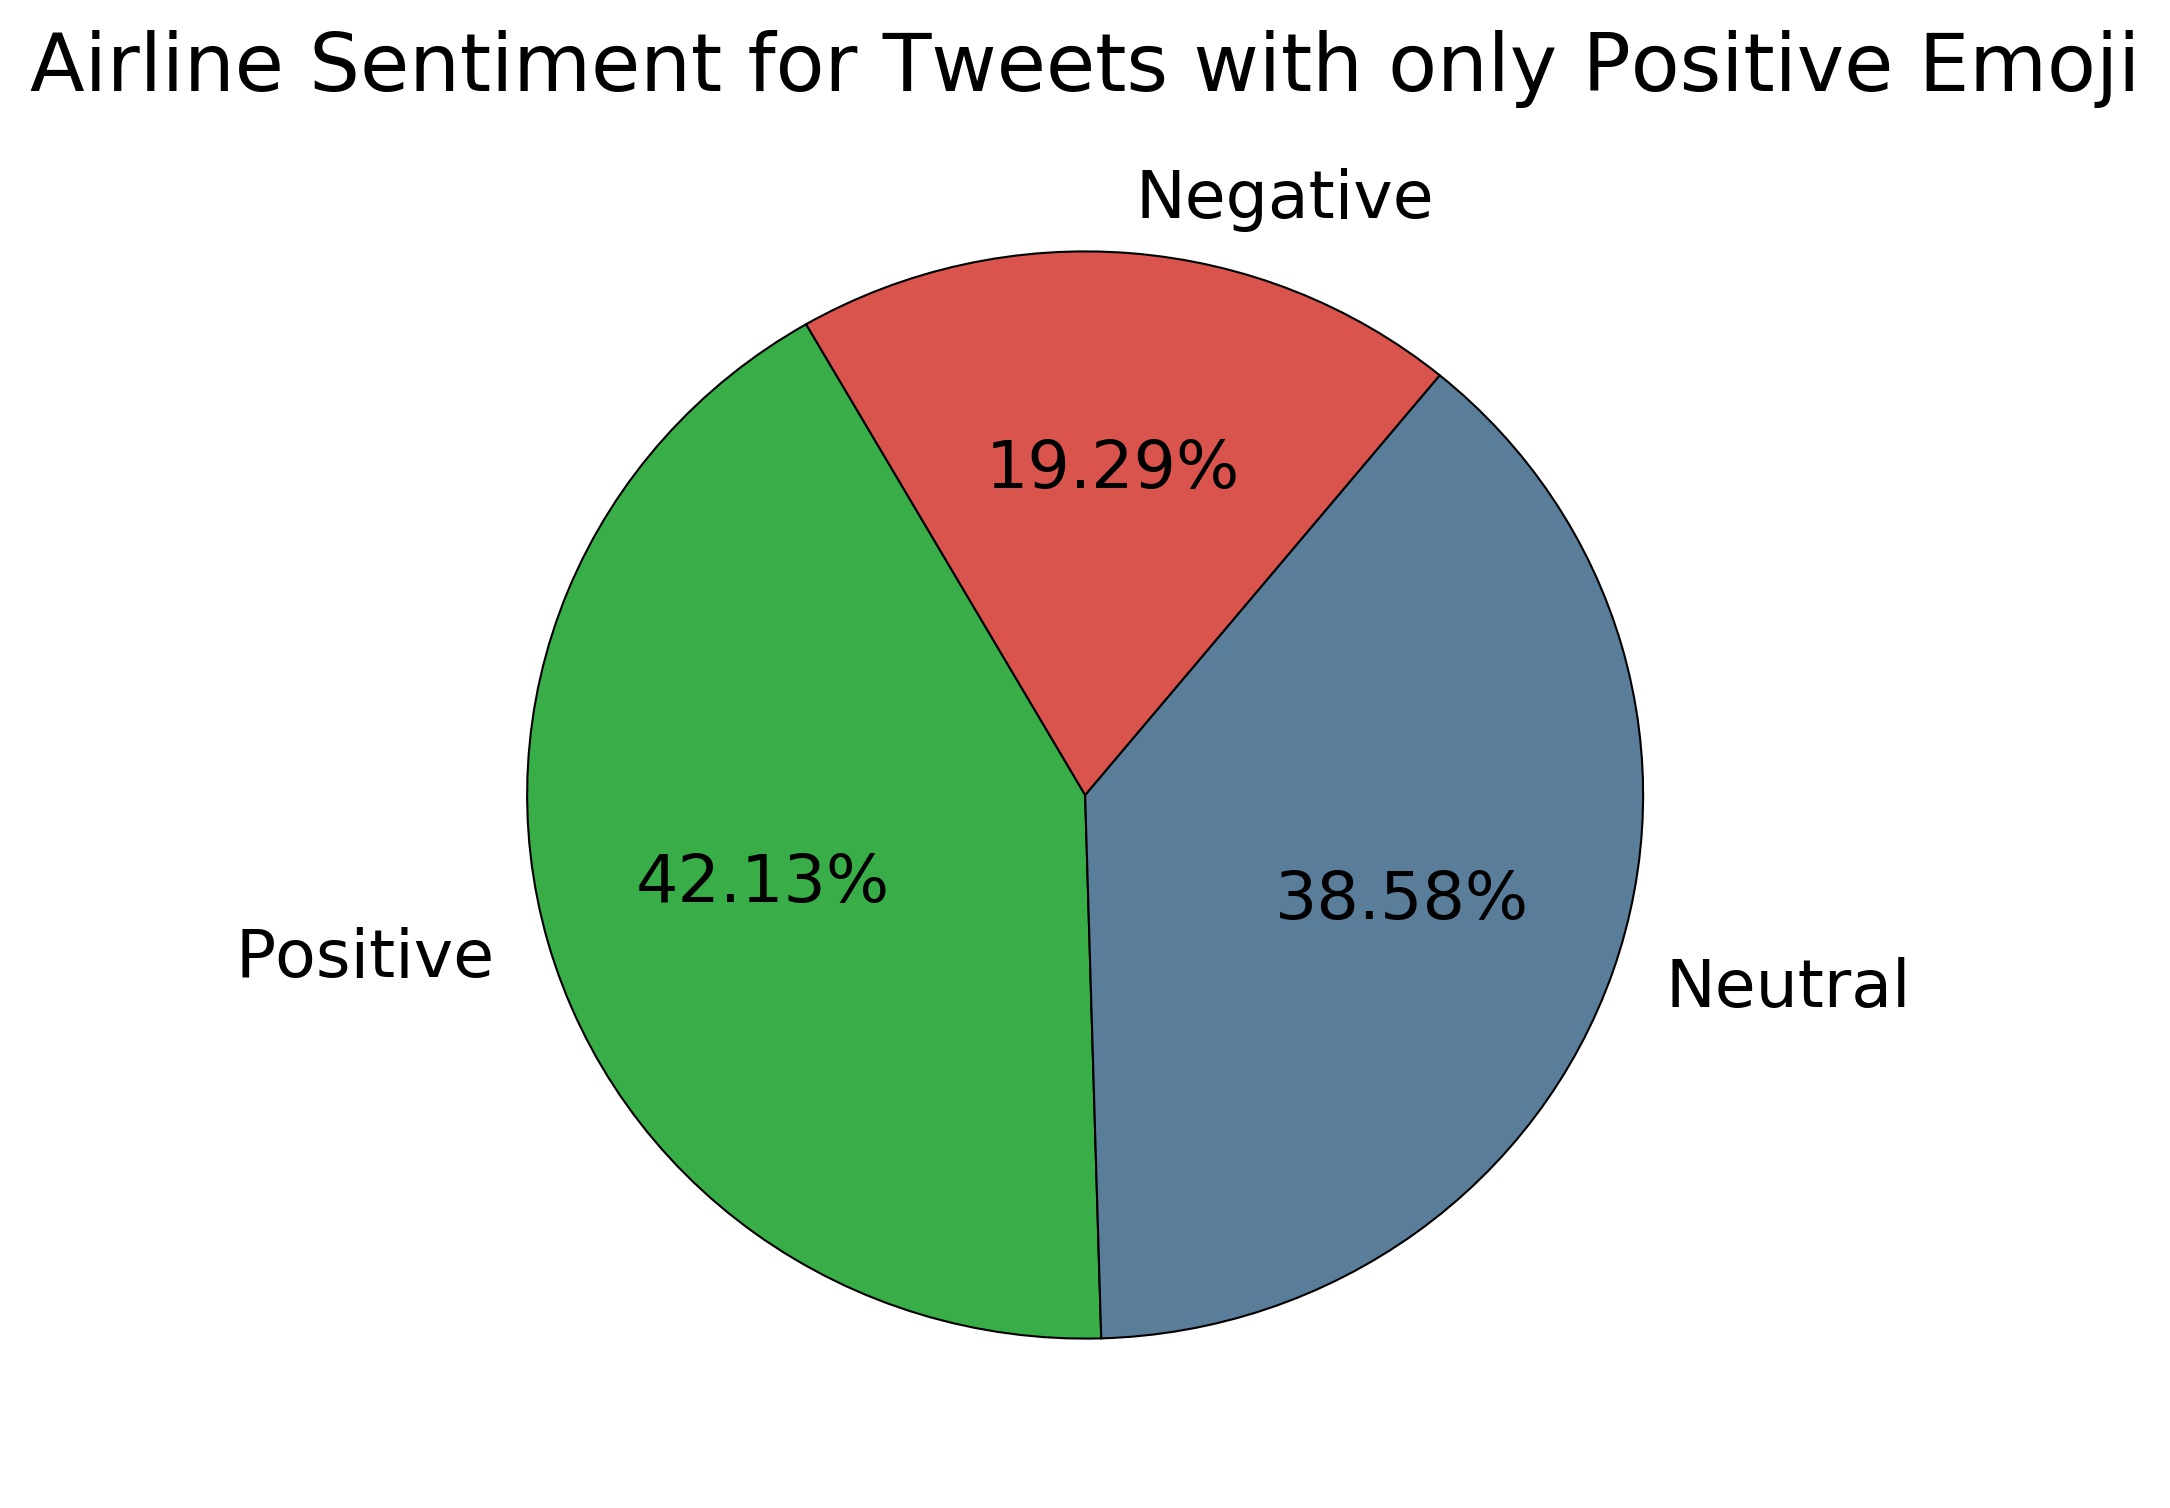 Airline Sentiment for Tweets with only Positive Emoji
Negative
19.29%
42.13%
38.58%
Positive
Neutral